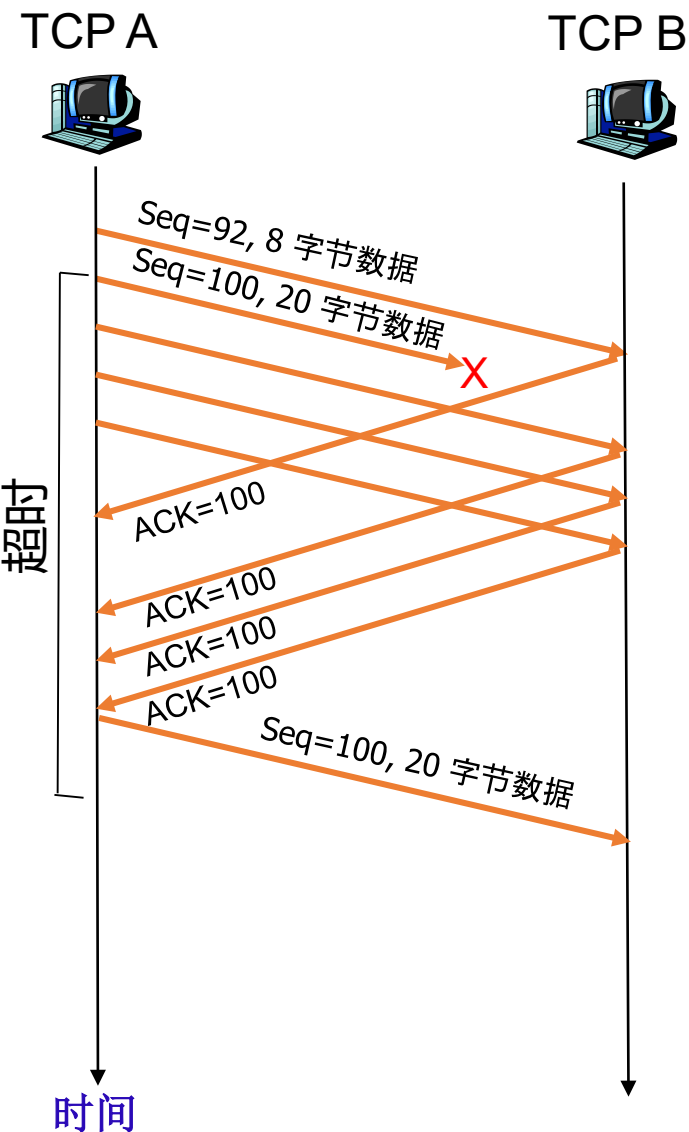 TCP A
TCP B
Seq=92, 8 字节数据
Seq=100, 20 字节数据
X
超时
ACK=100
ACK=100
ACK=100
ACK=100
Seq=100, 20 字节数据
时间